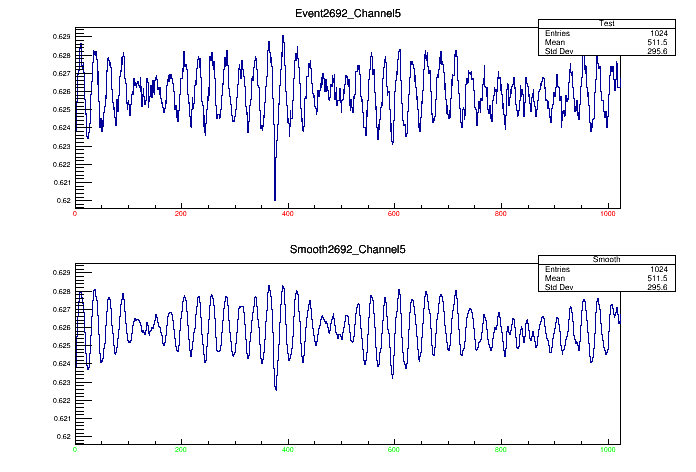 Event2692_Channel5
Test
Entries 1024
Mean 511.5
Std Dev 295.6
0.629
0.628
0.627
0.626
0.625
0.624
0.623
0.622
0.621
0.62
0 200 400 600 800 1000
Smooth2692_Channel5
Smooth
Entries 1024
Mean 511.5
Std Dev 295.6
0.629
0.628
0.627
0.626
0.625
0.624
0.623
0.622
0.621
0.62
0 200 400 600 800 1000